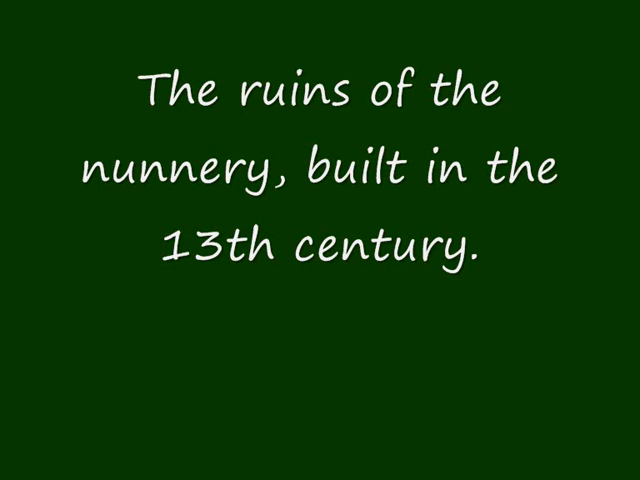 The ruins of the
nunnery, built in the
13th century.